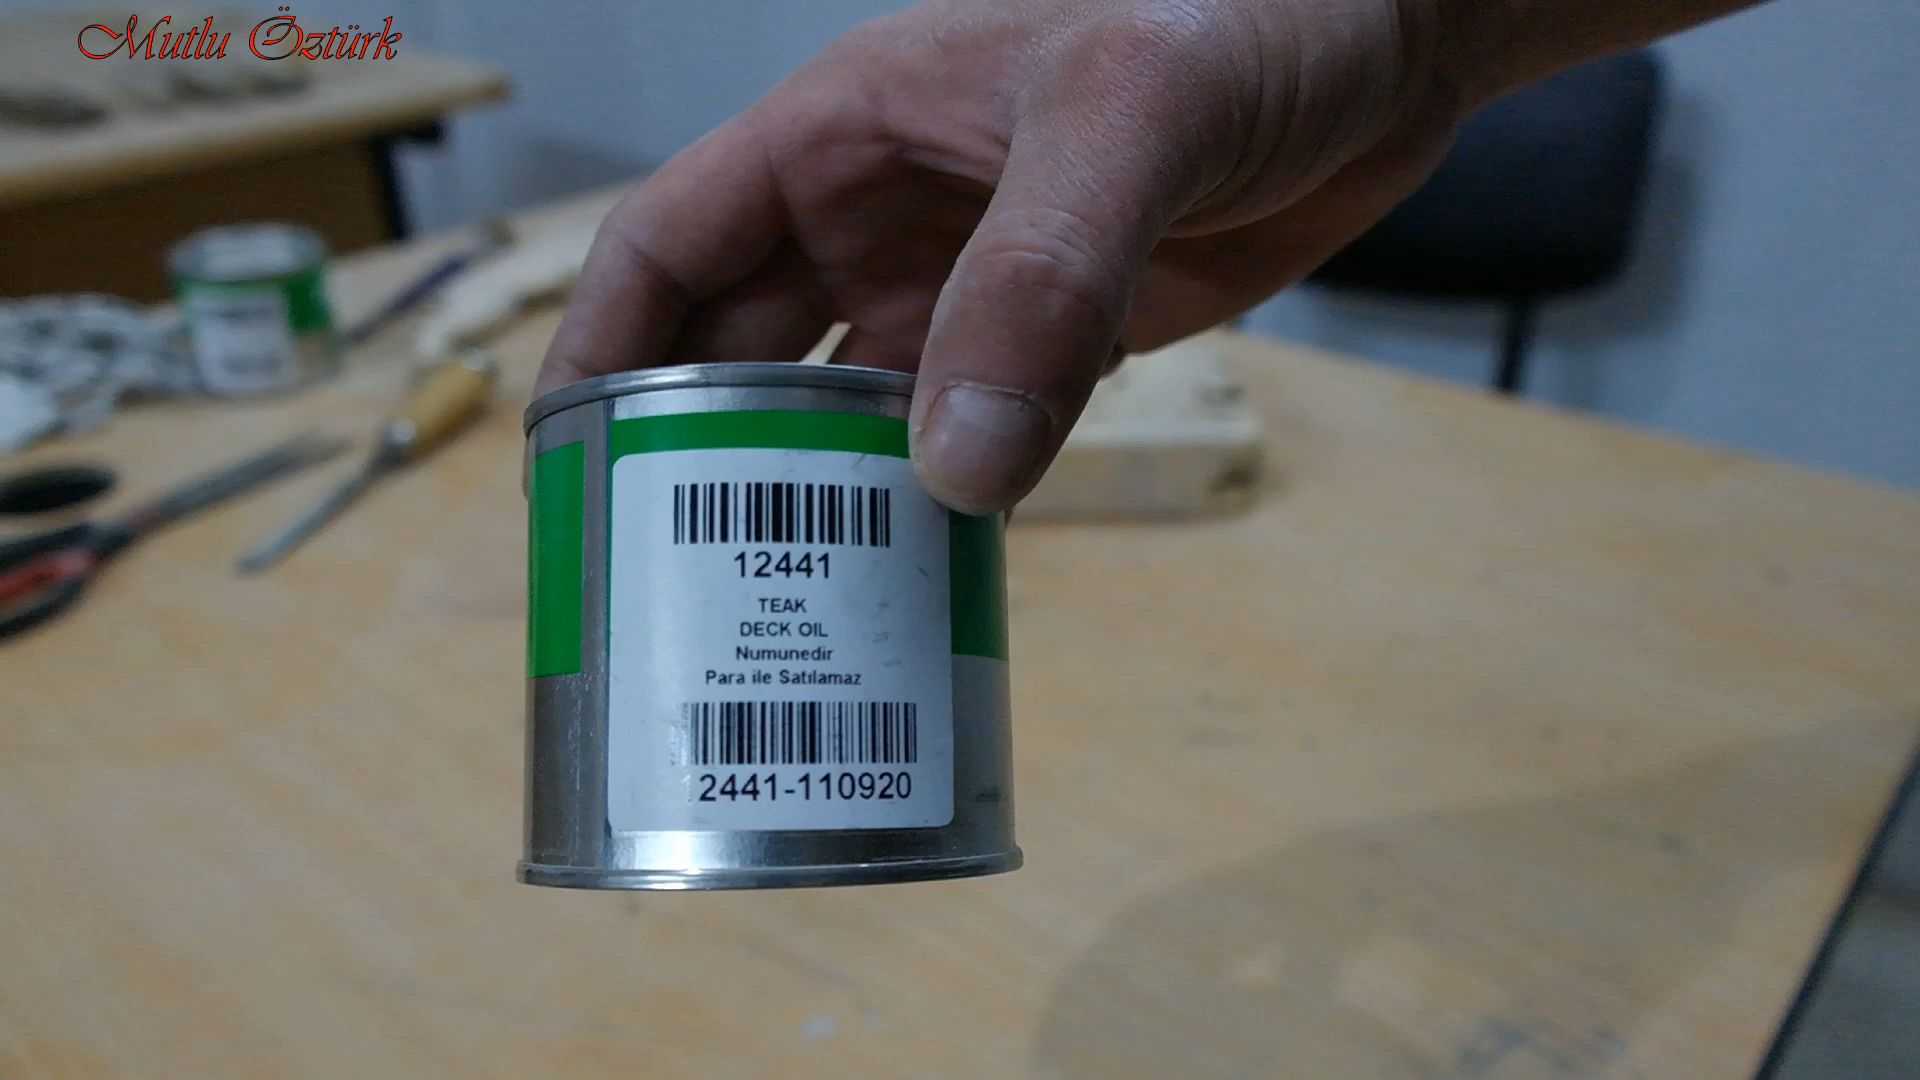 Mutlu Öztürk
12441
TEAK
DECK OIL
Numunedir
Para ile Satılamaz
2441-110920